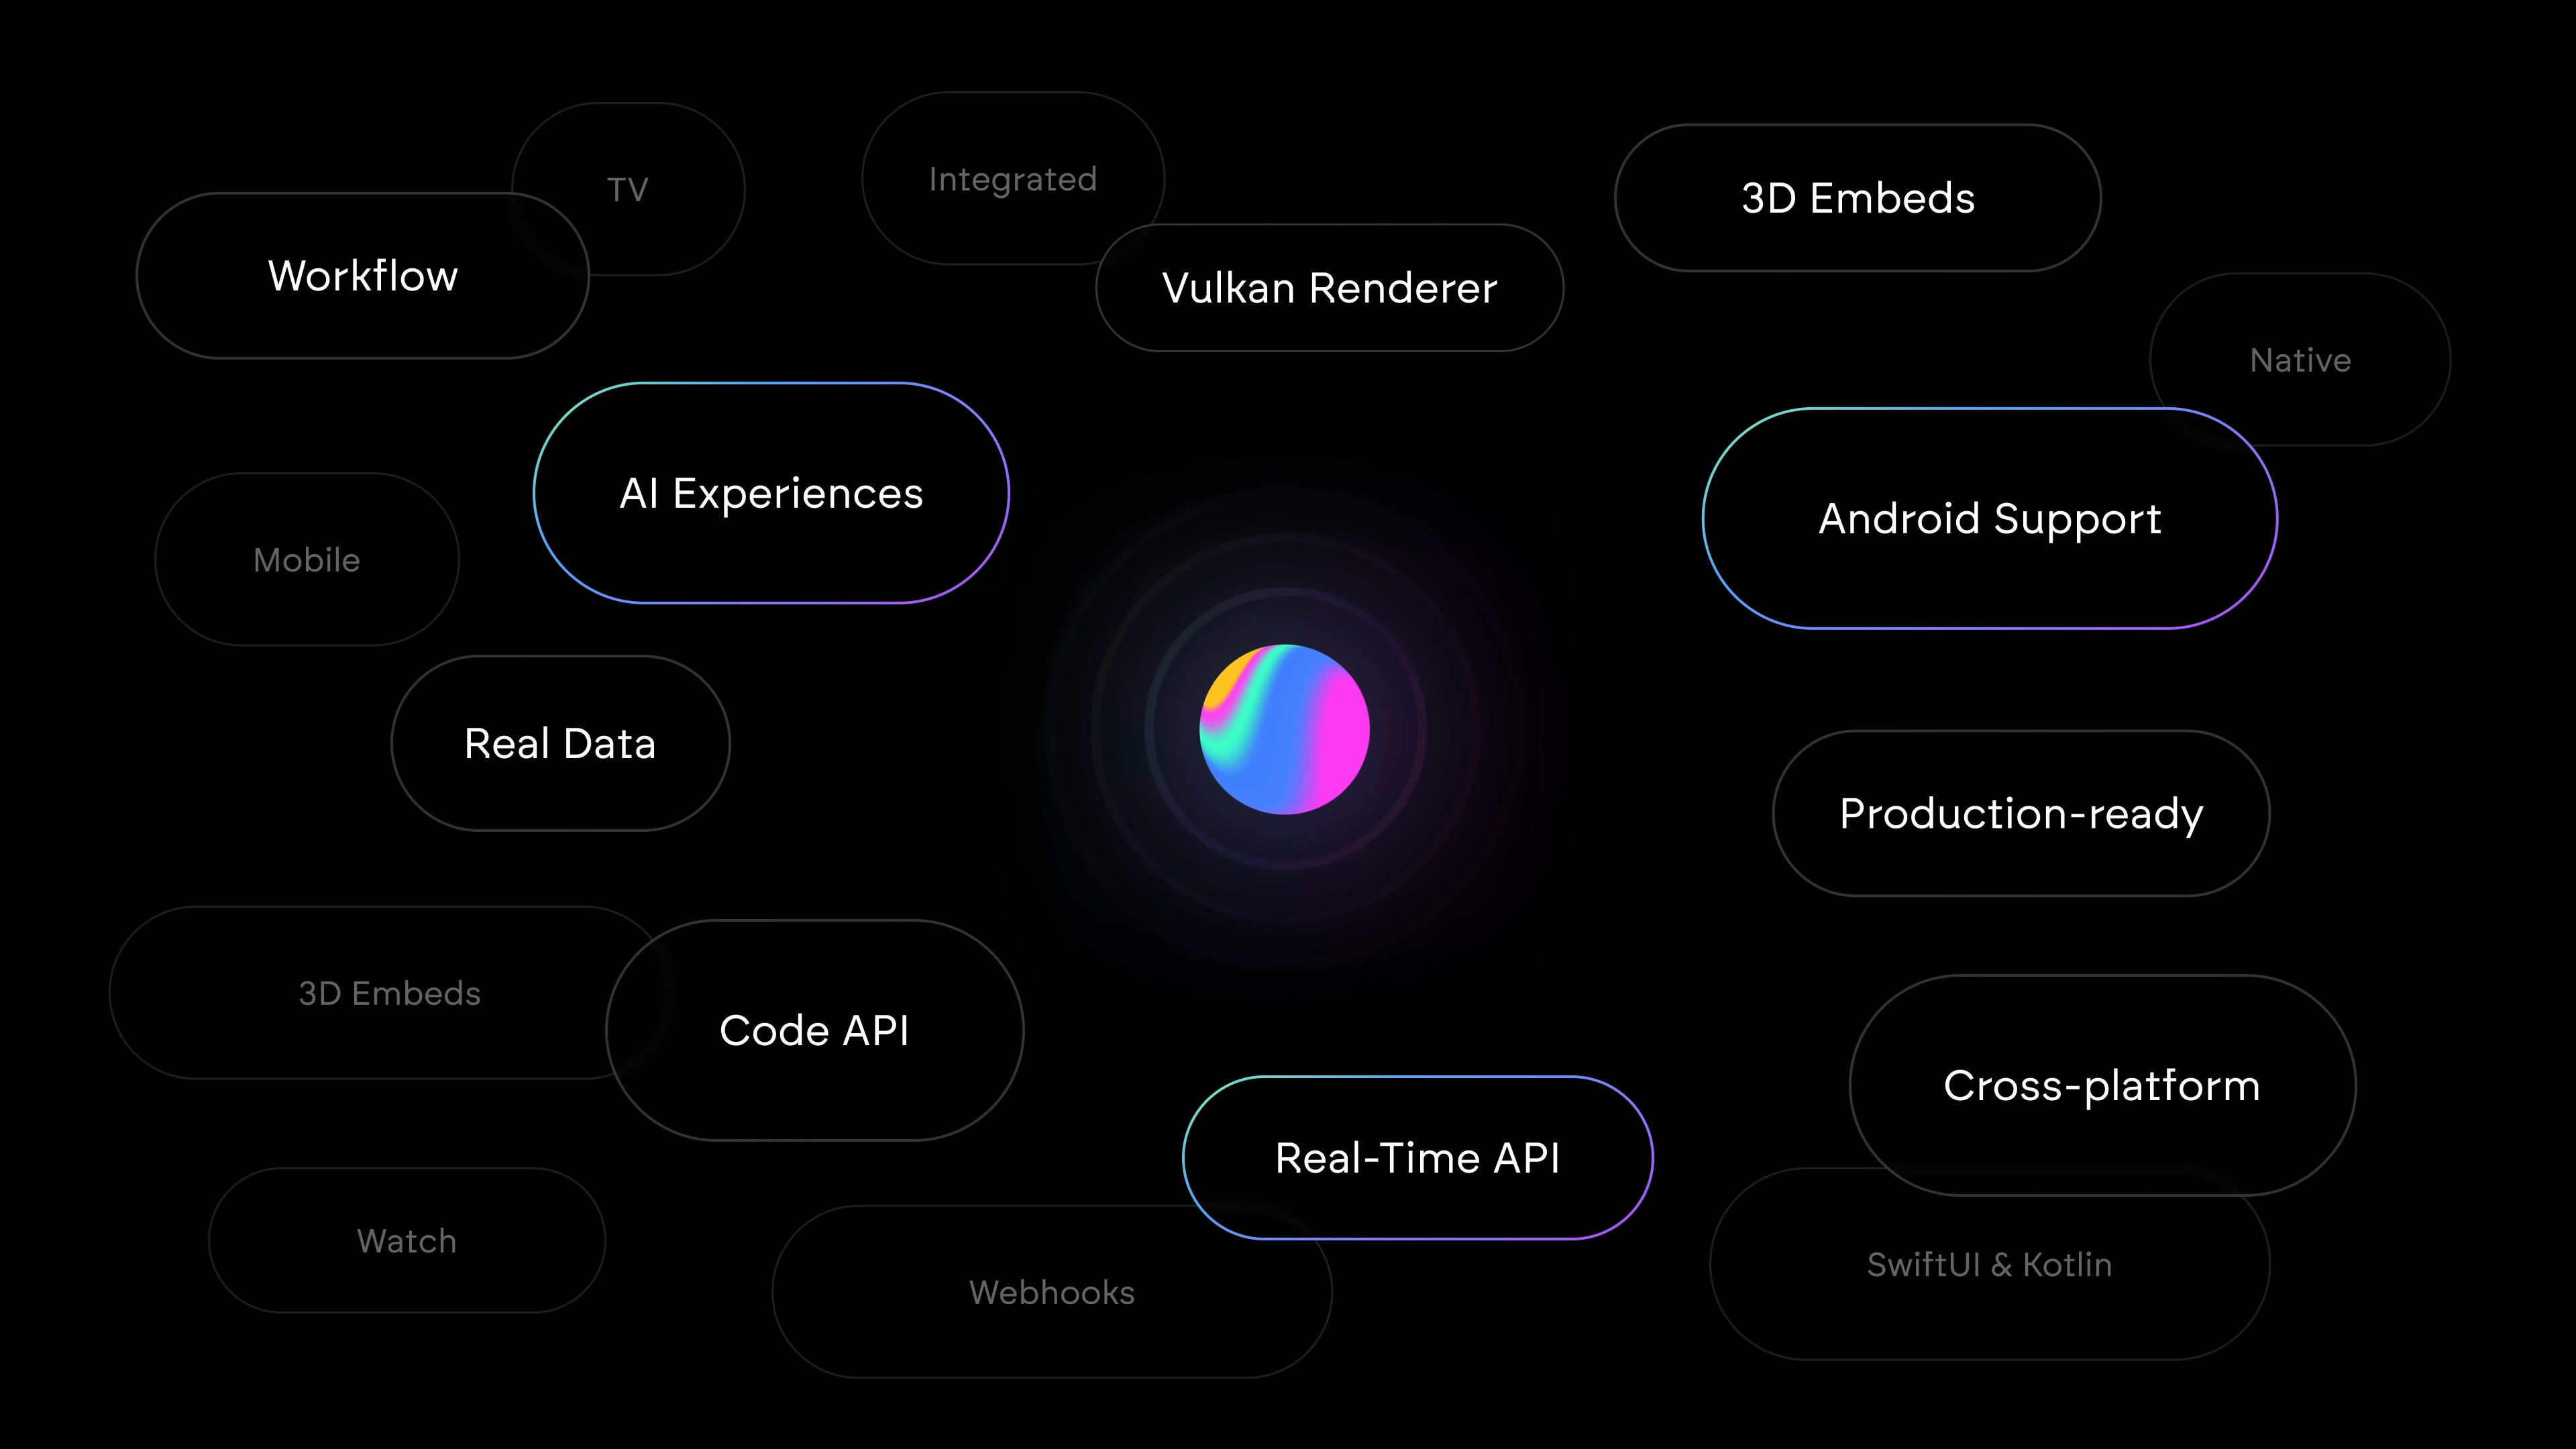 TV
Integrated
3D Embeds
Workflow
Vulkan Renderer
Native
AI Experiences
Android Support
Mobile
Real Data
Production-ready
3D Embeds
Code API
Cross-platform
Real-Time API
Watch
Webhooks
SwiftUI & Kotlin